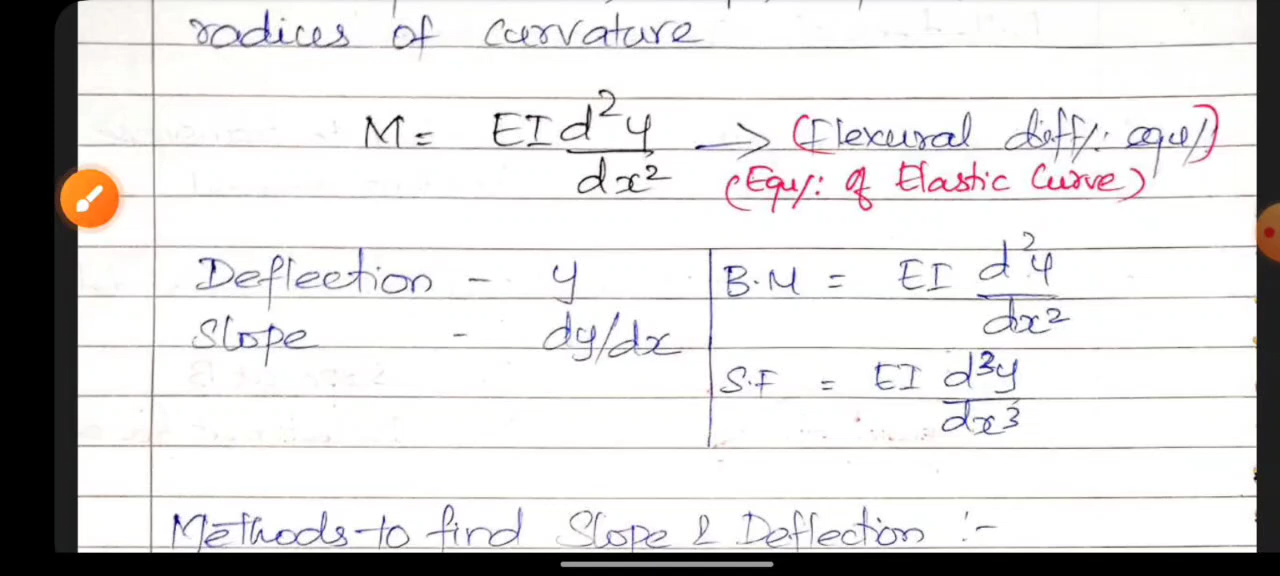 radices of curvature
M = EI d²y/dx² → (Flexural diff/: equ/)
(Equ/: of Elastic Curve)
Deflection - y
Slope - dy/dx
B.M = EI d²y/dx²
S.F = EI d³y/dx³
Methods to find Slope & Deflection :-